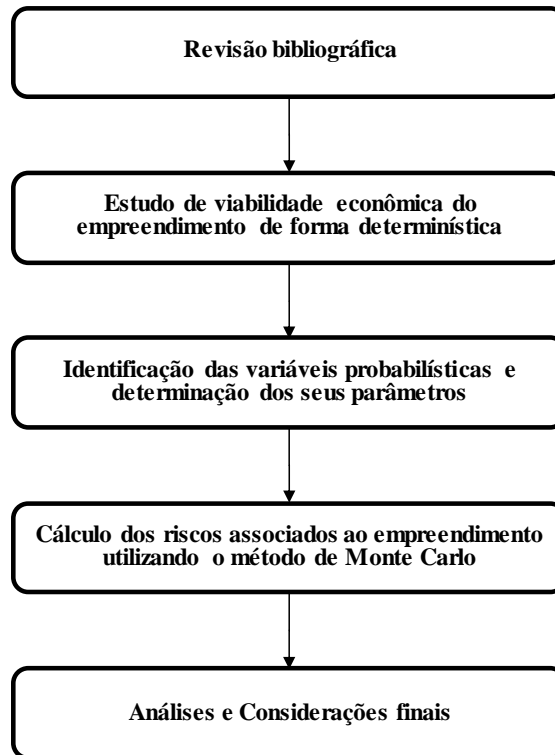 Revisão bibliográfica
Estudo de viabilidade econômica do
empreendimento de forma determinística
Identificação das variáveis probabilísticas e
determinação dos seus parâmetros
Cálculo dos riscos associados ao empreendimento
utilizando o método de Monte Carlo
Análises e Considerações finais